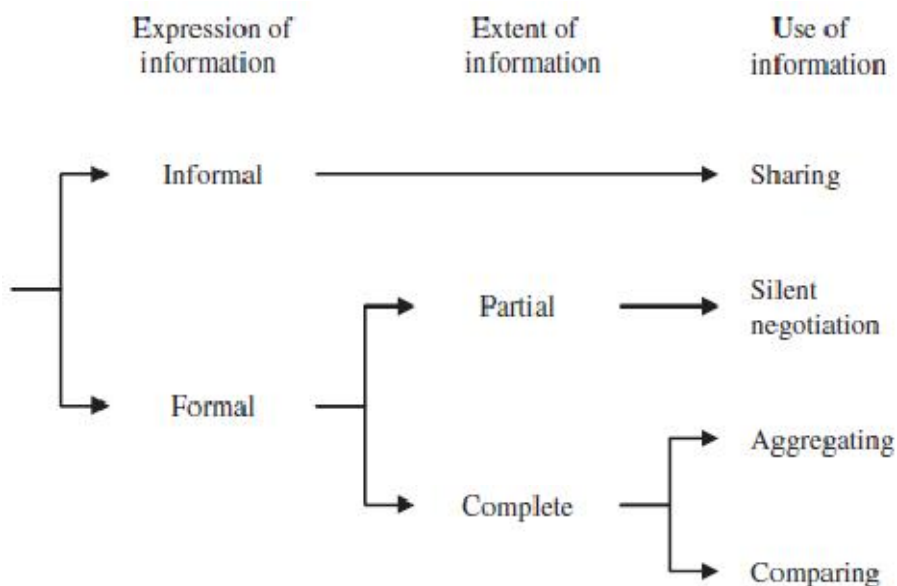 Expression of
information
Extent of
information
Use of
information
Informal
Sharing
Partial
Silent
negotiation
Formal
Aggregating
Complete
Comparing